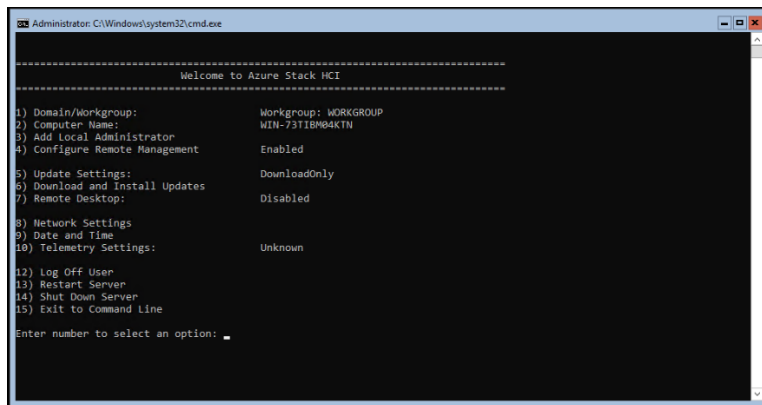 Administrator: C:\Windows\system32\cmd.exe
================================================================================
Welcome to Azure Stack HCI
================================================================================
1) Domain/Workgroup: Workgroup: WORKGROUP
2) Computer Name: WIN-73TIBM04KTN
3) Add Local Administrator
4) Configure Remote Management Enabled
5) Update Settings: DownloadOnly
6) Download and Install Updates
7) Remote Desktop: Disabled
8) Network Settings
9) Date and Time
10) Telemetry Settings: Unknown
12) Log Off User
13) Restart Server
14) Shut Down Server
15) Exit to Command Line
Enter number to select an option: _